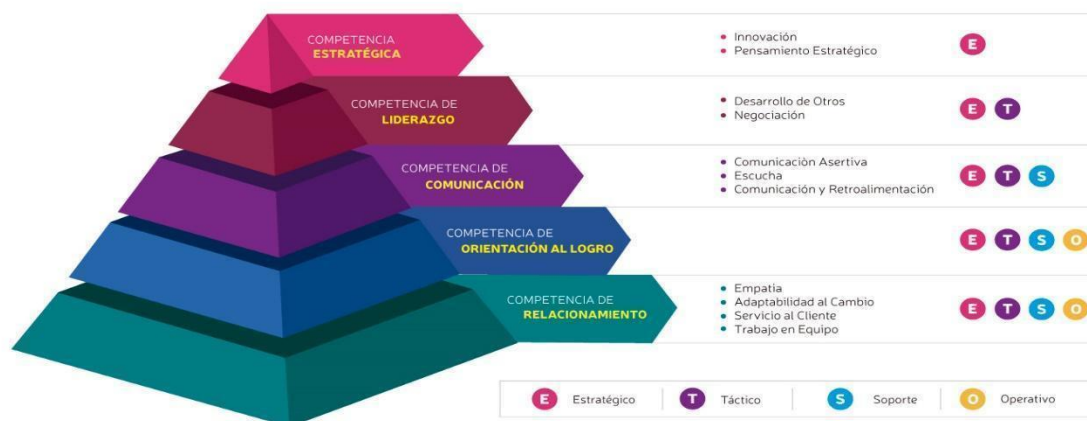 COMPETENCIA
ESTRATÉGICA
• Innovación
• Pensamiento Estratégico
E
COMPETENCIA DE
LIDERAZGO
• Desarrollo de Otros
• Negociación
E T
COMPETENCIA DE
COMUNICACIÓN
• Comunicación Asertiva
• Escucha
• Comunicación y Retroalimentación
E T S
COMPETENCIA DE
ORIENTACIÓN AL LOGRO
E T S O
COMPETENCIA DE
RELACIONAMIENTO
• Empatía
• Adaptabilidad al Cambio
• Servicio al Cliente
• Trabajo en Equipo
E T S O
E Estratégico T Táctico S Soporte O Operativo